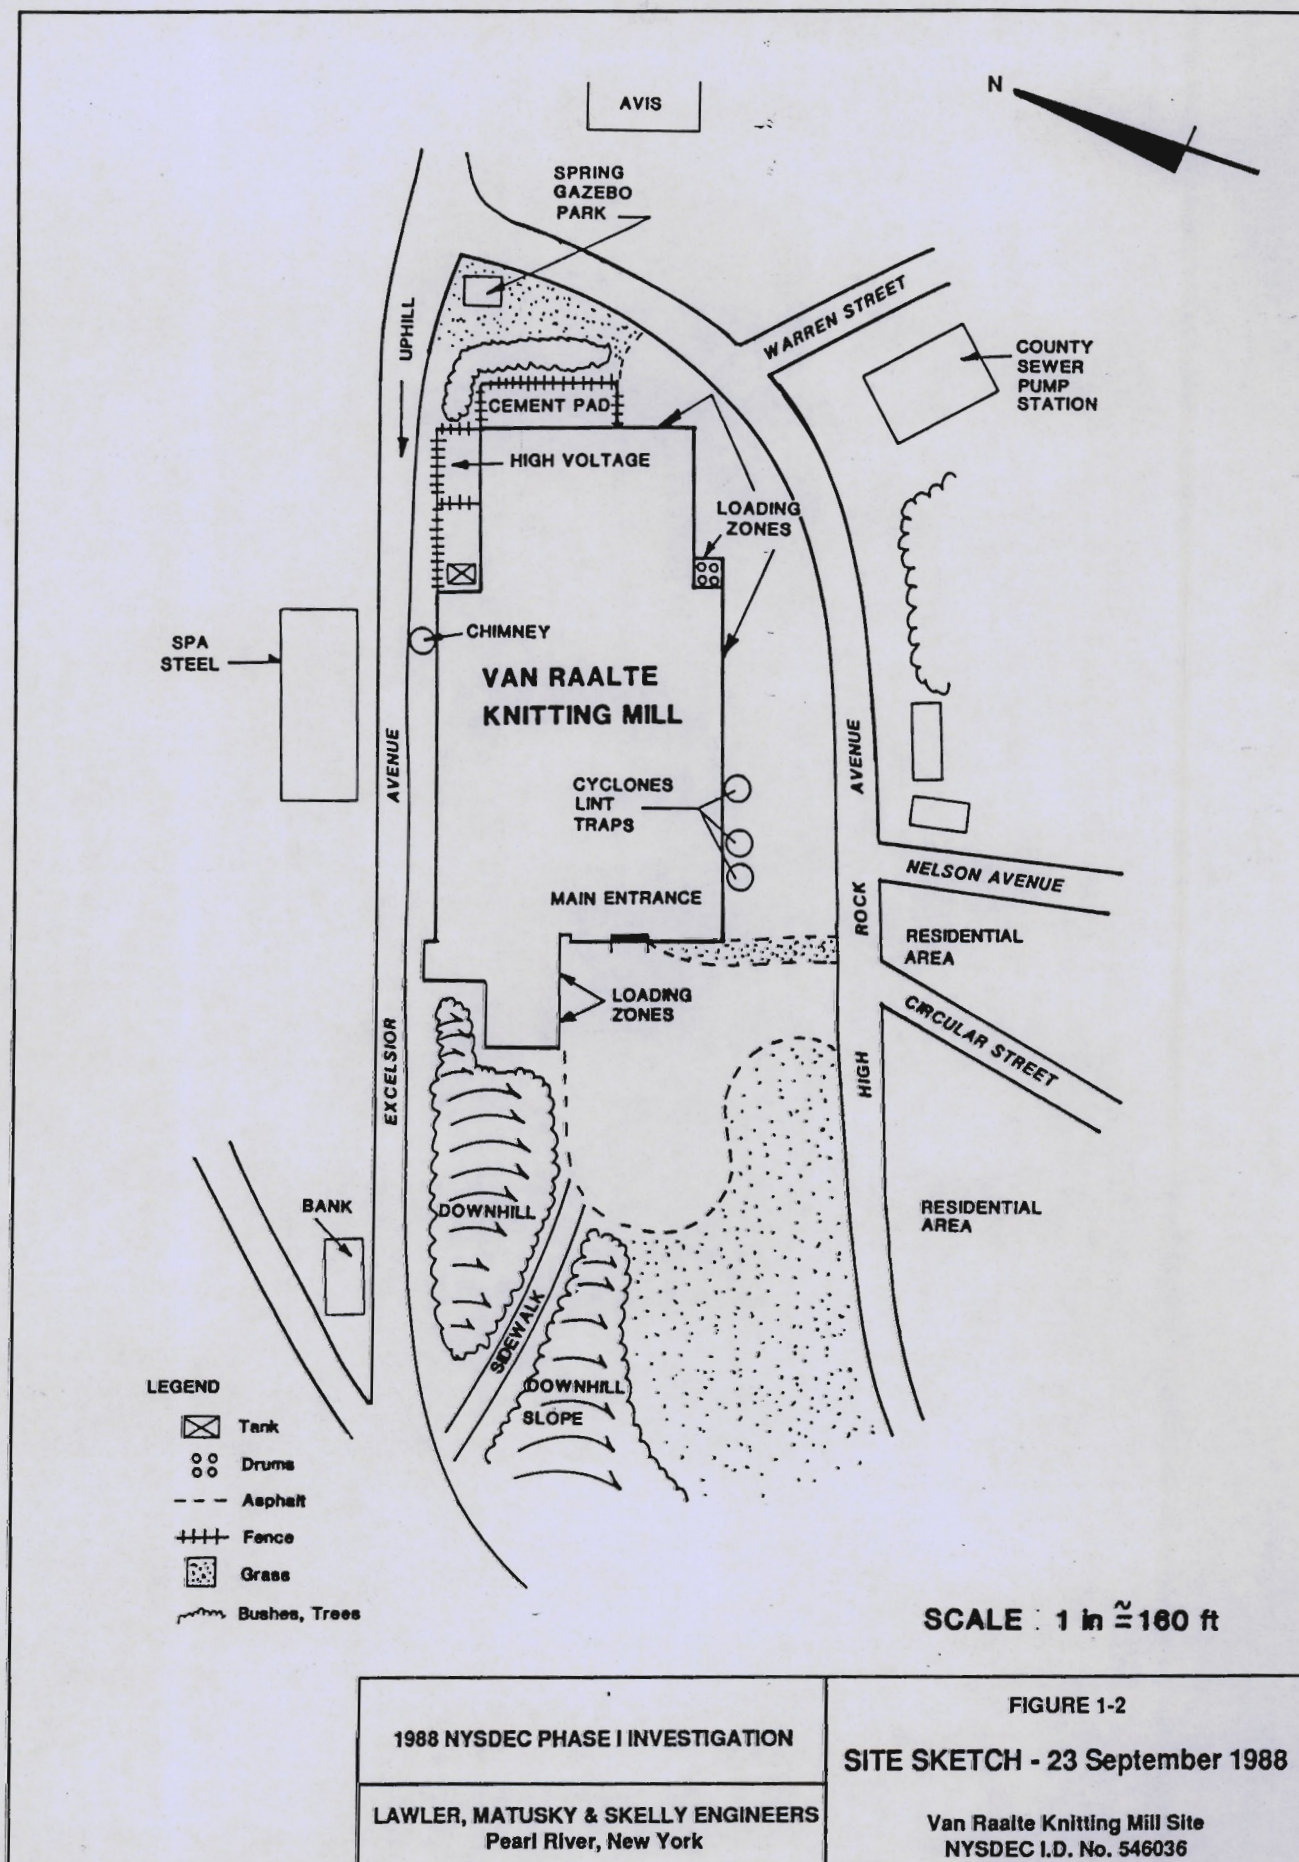 AVIS
N
SPRING
GAZEBO
PARK
UPHILL
WARREN STREET
COUNTY
SEWER
PUMP
STATION
CEMENT PAD
HIGH VOLTAGE
LOADING
ZONES
CHIMNEY
SPA
STEEL
VAN RAALTE
KNITTING MILL
AVENUE
AVENUE
CYCLONES
LINT
TRAPS
MAIN ENTRANCE
NELSON AVENUE
ROCK
RESIDENTIAL
AREA
LOADING
ZONES
CIRCULAR STREET
EXCELSIOR
HIGH
BANK
DOWNHILL
RESIDENTIAL
AREA
SIDEWALK
DOWNHILL
SLOPE
LEGEND
Tank
Drums
Asphalt
Fence
Grass
Bushes, Trees
SCALE : 1 in ≅ 160 ft
1988 NYSDEC PHASE I INVESTIGATION
LAWLER, MATUSKY & SKELLY ENGINEERS
Pearl River, New York
FIGURE 1-2
SITE SKETCH - 23 September 1988
Van Raalte Knitting Mill Site
NYSDEC I.D. No. 546036